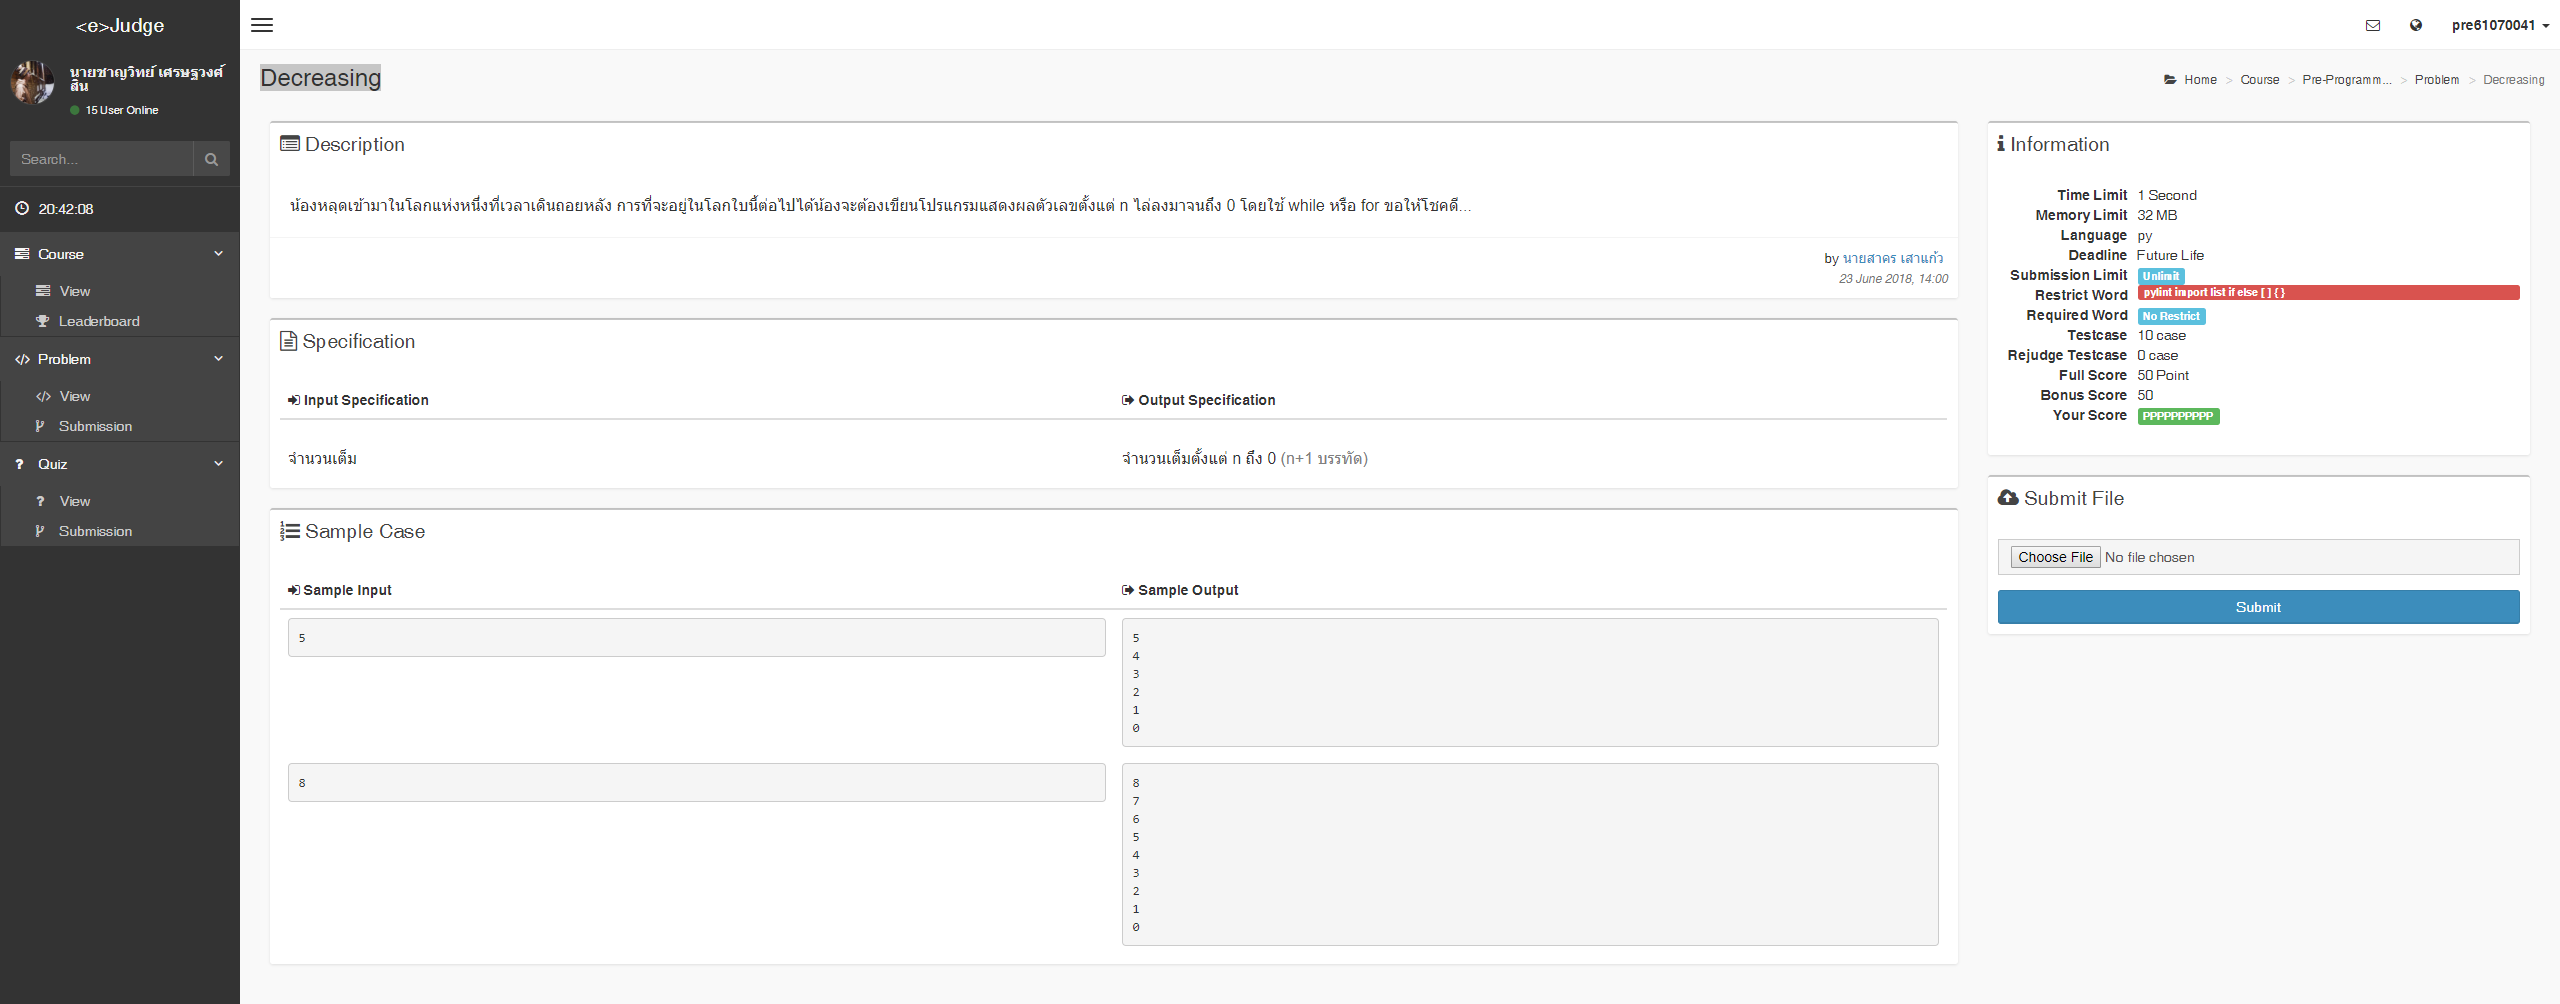 <e>Judge
pre61070041
นายชาญวิทย์ เศรษฐวงศ์
สิน
15 User Online
Search...
20:42:08
Course
View
Leaderboard
Problem
View
Submission
Quiz
View
Submission
Decreasing
Home > Course > Pre-Programm... > Problem > Decreasing
Description
น้องหลุดเข้ามาในโลกแห่งหนึ่งที่เวลาเดินถอยหลัง การที่จะอยู่ในโลกใบนี้ต่อไปได้น้องจะต้องเขียนโปรแกรมแสดงผลตัวเลขตั้งแต่ n ไล่ลงมาจนถึง 0 โดยใช้ while หรือ for ขอให้โชคดี...
by นายสาคร เสาแก้ว
23 June 2018, 14:00
Specification
Input Specification
Output Specification
จำนวนเต็ม
จำนวนเต็มตั้งแต่ n ถึง 0 (n+1 บรรทัด)
Sample Case
Sample Input
Sample Output
5
5
4
3
2
1
0
8
8
7
6
5
4
3
2
1
0
Information
Time Limit 1 Second
Memory Limit 32 MB
Language py
Deadline Future Life
Submission Limit Unlimit
Restrict Word pylint import list if else [ ] { }
Required Word No Restrict
Testcase 10 case
Rejudge Testcase 0 case
Full Score 50 Point
Bonus Score 50
Your Score PPPPPPPPPP
Submit File
Choose File No file chosen
Submit